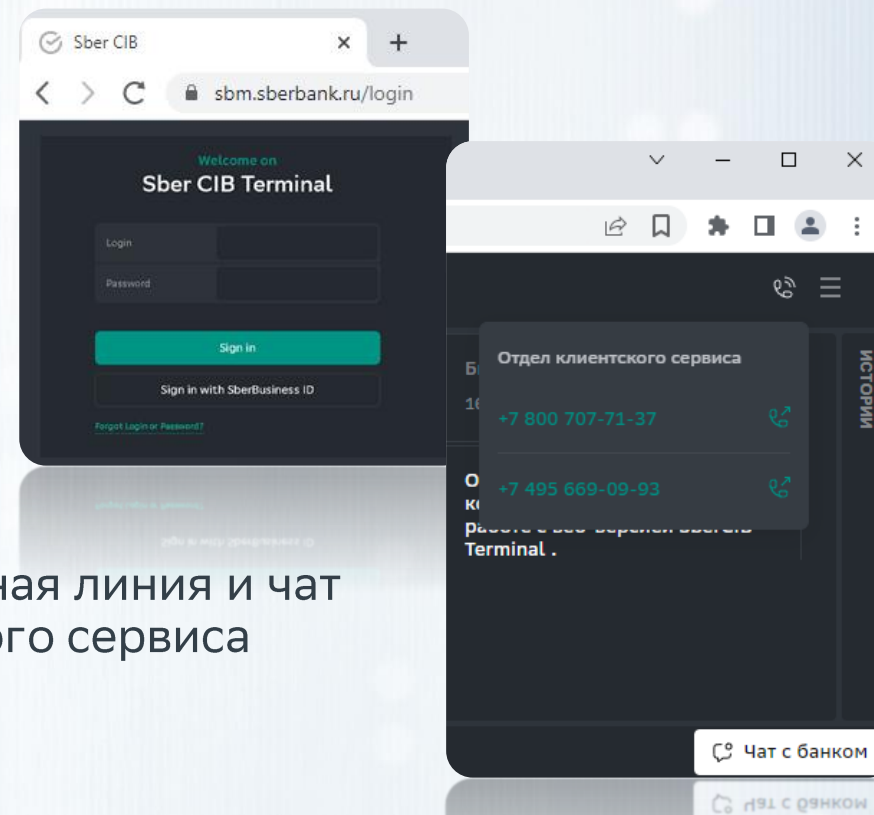 Sber CIB
sbm.sberbank.ru/login
Welcome on
Sber CIB Terminal
Login
Password
Sign in
Sign in with SberBusiness ID
Forgot Login or Password?
Отдел клиентского сервиса
+7 800 707-71-37
+7 495 669-09-93
ИСТОРИИ
Terminal .
Чат с банком
ная линия и чат
ого сервиса